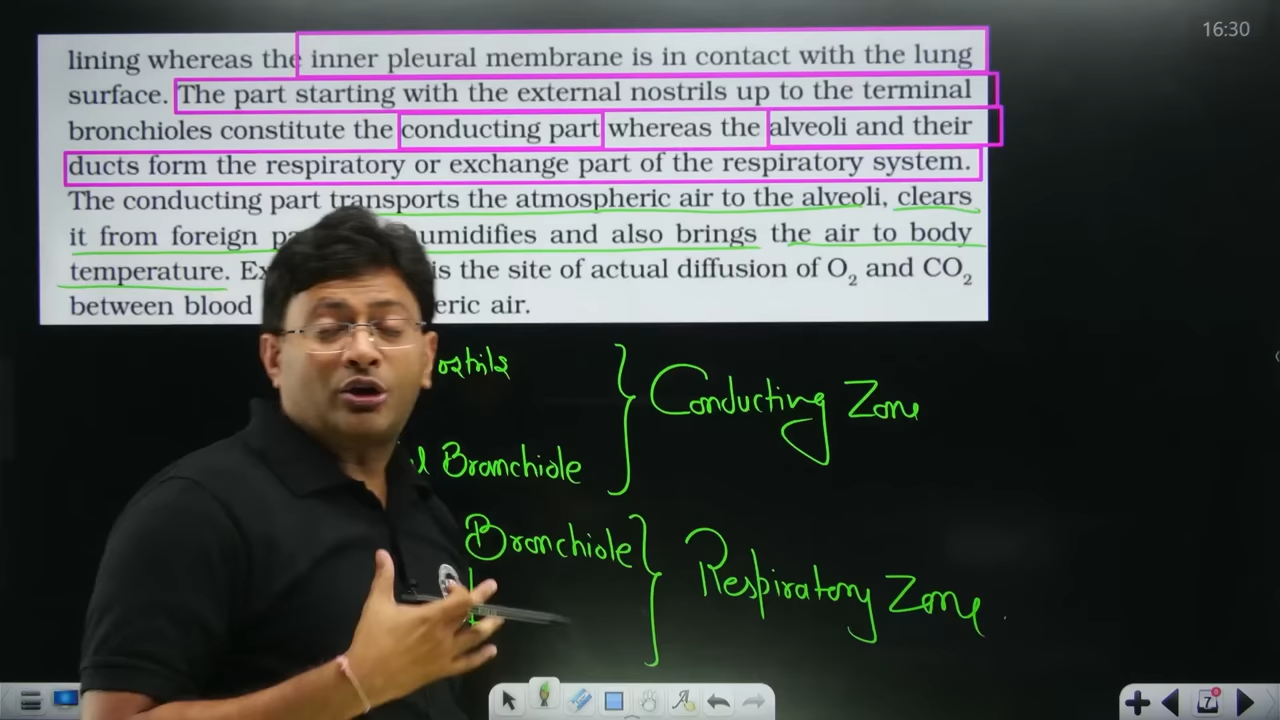 16:30
lining whereas the inner pleural membrane is in contact with the lung
surface. The part starting with the external nostrils up to the terminal
bronchioles constitute the conducting part whereas the alveoli and their
ducts form the respiratory or exchange part of the respiratory system.
The conducting part transports the atmospheric air to the alveoli, clears
it from foreign umidifies and also brings the air to body
temperature. is the site of actual diffusion of O₂ and CO₂
between blood eric air.
ostrils
Conducting Zone
l Bronchiole
Bronchiole
Respiratory Zone
7